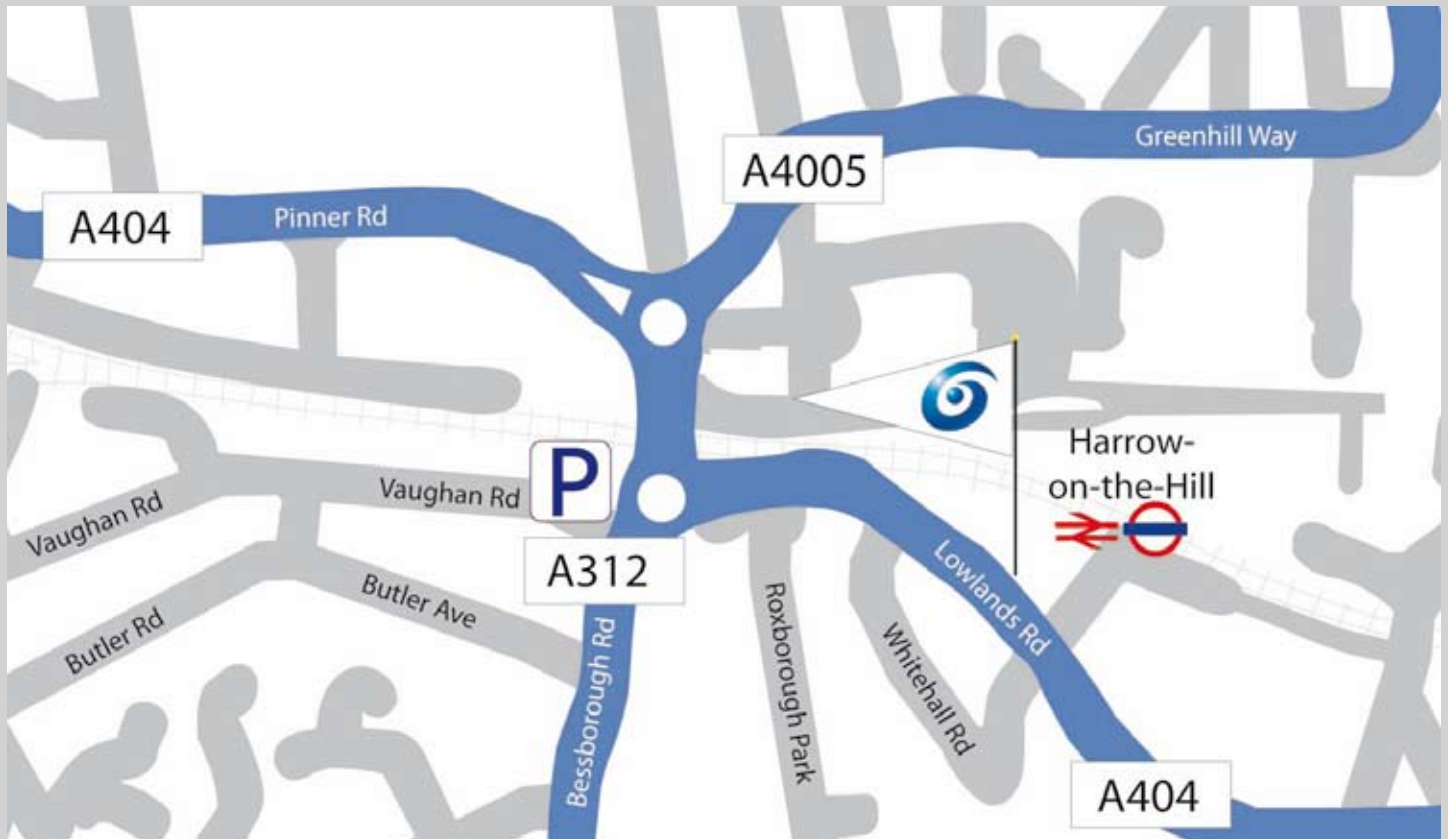 Greenhill Way
A4005
A404
Pinner Rd
Harrow-
on-the-Hill
P
Vaughan Rd
Vaughan Rd
A312
Lowlands Rd
Butler Ave
Butler Rd
Roxborough Park
Whitehall Rd
Bessborough Rd
A404